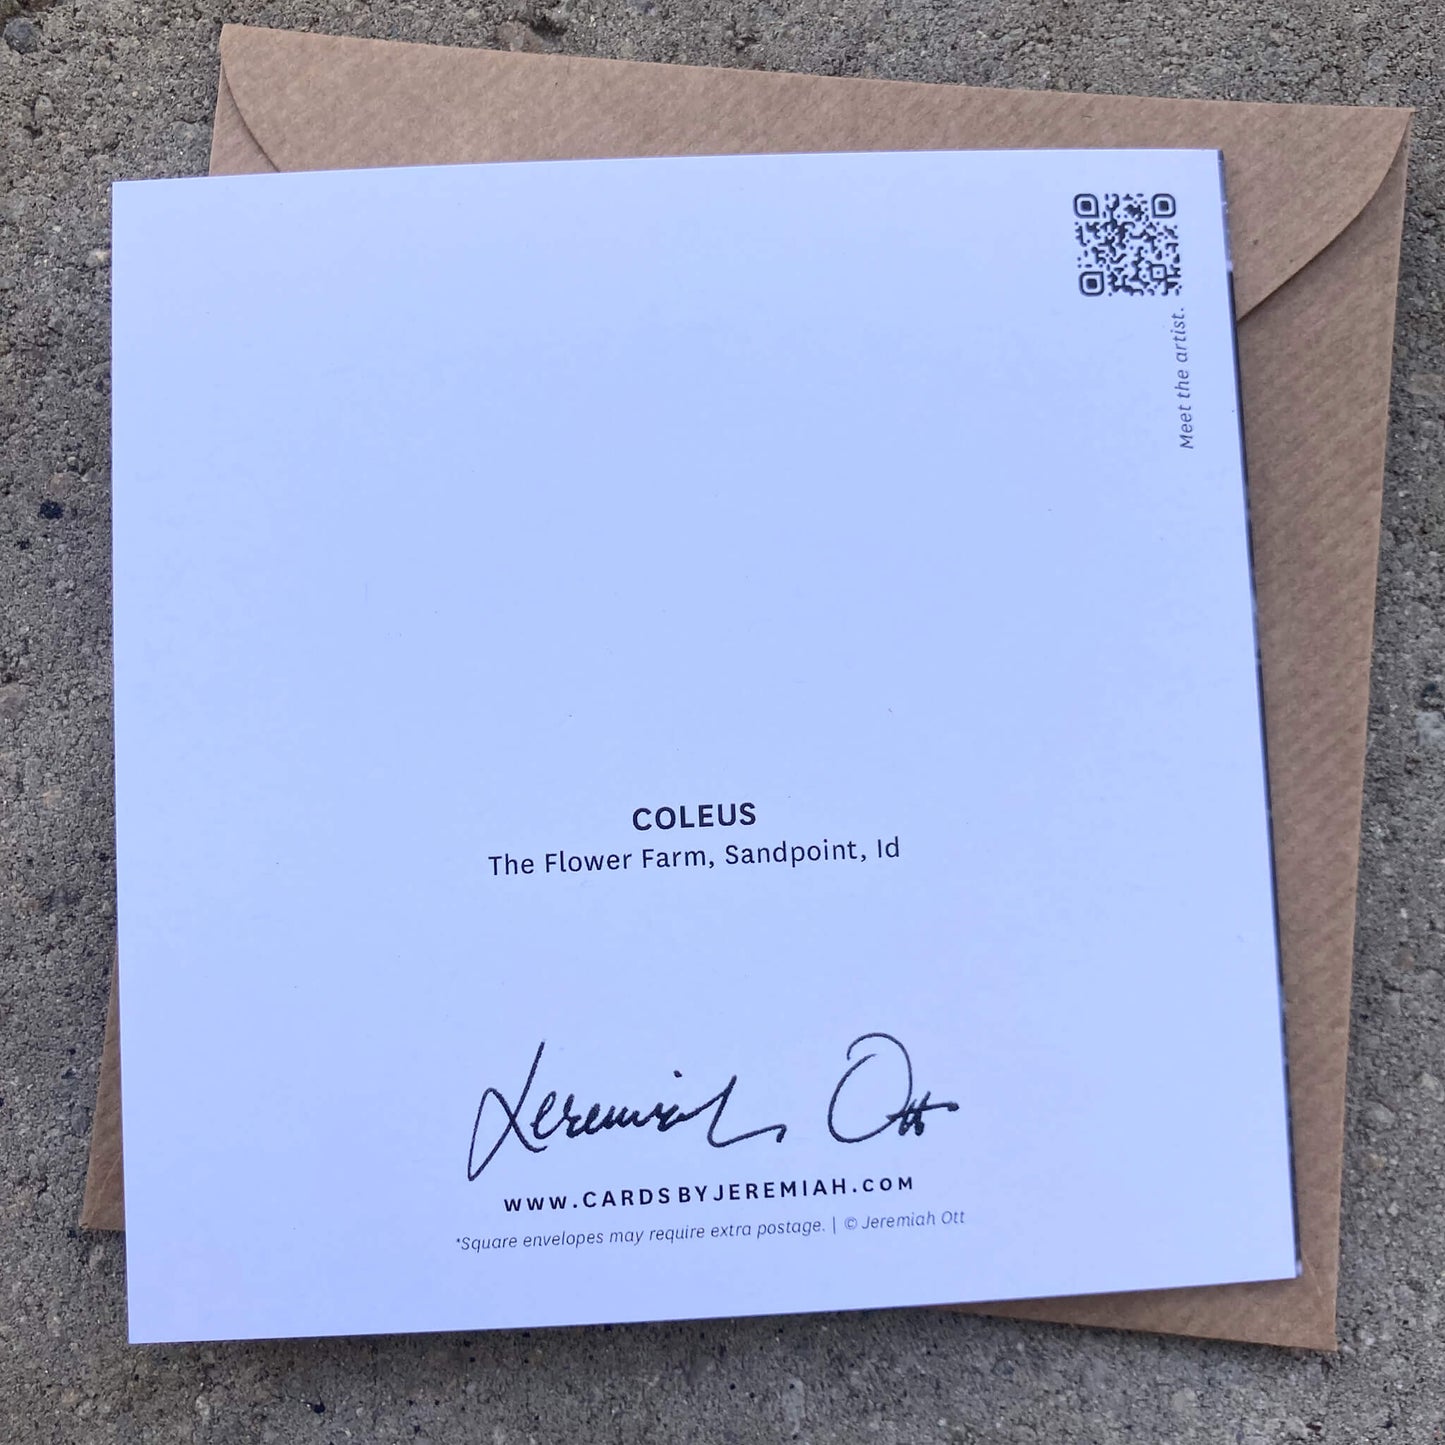 Meet the artist.
COLEUS
The Flower Farm, Sandpoint, Id
Jeremiah Ott
WWW.CARDSBYJEREMIAH.COM
*Square envelopes may require extra postage. | © Jeremiah Ott